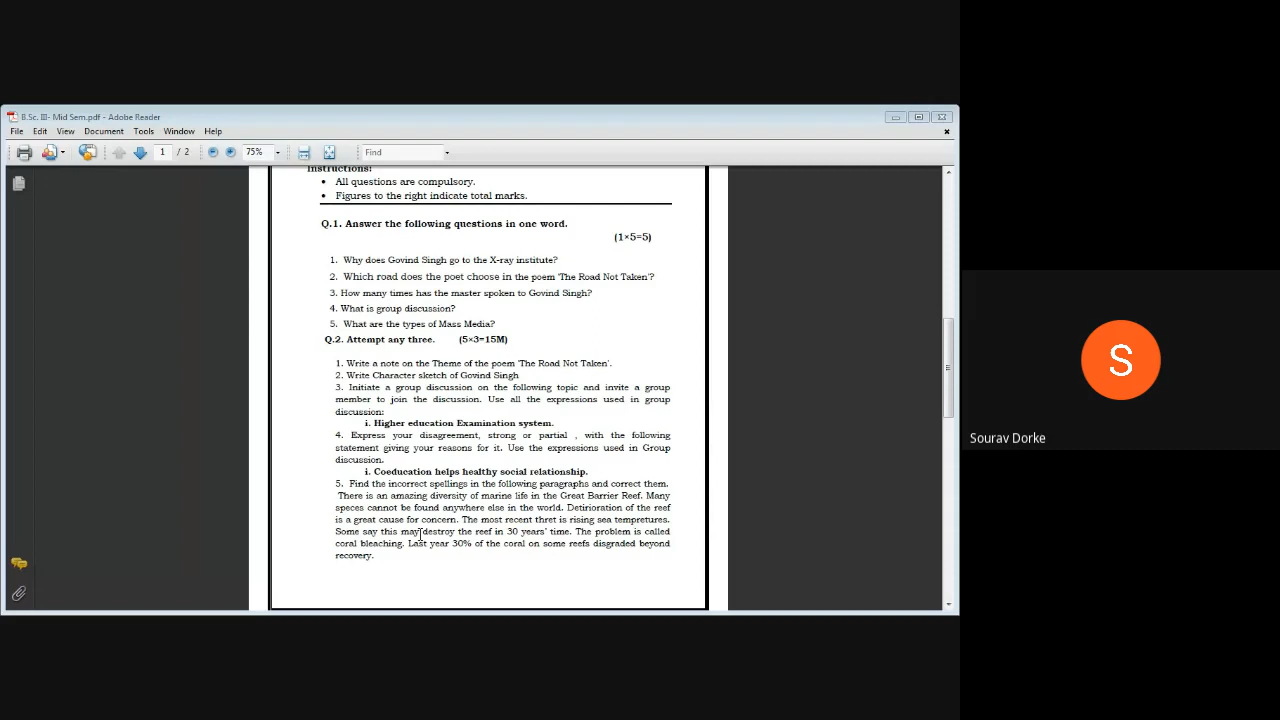 B.Sc. III- Mid Sem.pdf - Adobe Reader
File Edit View Document Tools Window Help
1 / 2 75% Find
Instructions:
• All questions are compulsory.
• Figures to the right indicate total marks.
Q.1. Answer the following questions in one word.
(1×5=5)
1. Why does Govind Singh go to the X-ray institute?
2. Which road does the poet choose in the poem 'The Road Not Taken'?
3. How many times has the master spoken to Govind Singh?
4. What is group discussion?
5. What are the types of Mass Media?
Q.2. Attempt any three. (5×3=15M)
1. Write a note on the Theme of the poem 'The Road Not Taken'.
2. Write Character sketch of Govind Singh
3. Initiate a group discussion on the following topic and invite a group
member to join the discussion. Use all the expressions used in group
discussion:
i. Higher education Examination system.
4. Express your disagreement, strong or partial , with the following
statement giving your reasons for it. Use the expressions used in Group
discussion.
i. Coeducation helps healthy social relationship.
5. Find the incorrect spellings in the following paragraphs and correct them.
There is an amazing diversity of marine life in the Great Barrier Reef. Many
speces cannot be found anywhere else in the world. Detirioration of the reef
is a great cause for concern. The most recent thret is rising sea tempretures.
Some say this may destroy the reef in 30 years' time. The problem is called
coral bleaching. Last year 30% of the coral on some reefs disgraded beyond
recovery.
S
Sourav Dorke